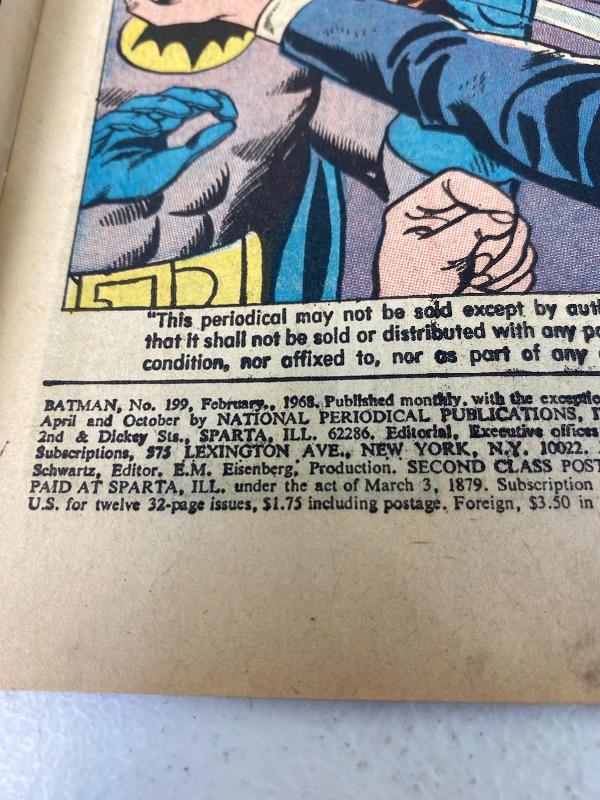 "This periodical may not be sold except by
that it shall not be sold or distributed with any
condition, nor affixed to, nor as part of any
BATMAN, No. 199, February,, 1968. Published monthly, with the
April and October by NATIONAL PERIODICAL PUBLICATIONS,
2nd & Dickey Sts., SPARTA, ILL. 62286. Editorial, Executive offices
Subscriptions, 575 LEXINGTON AVE., NEW YORK, N.Y. 10022.
Schwartz, Editor. E.M. Eisenberg, Production. SECOND CLASS
PAID AT SPARTA, ILL. under the act of March 3, 1879. Subscription
U.S. for twelve 32-page issues, $1.75 including postage. Foreign, $3.50 in